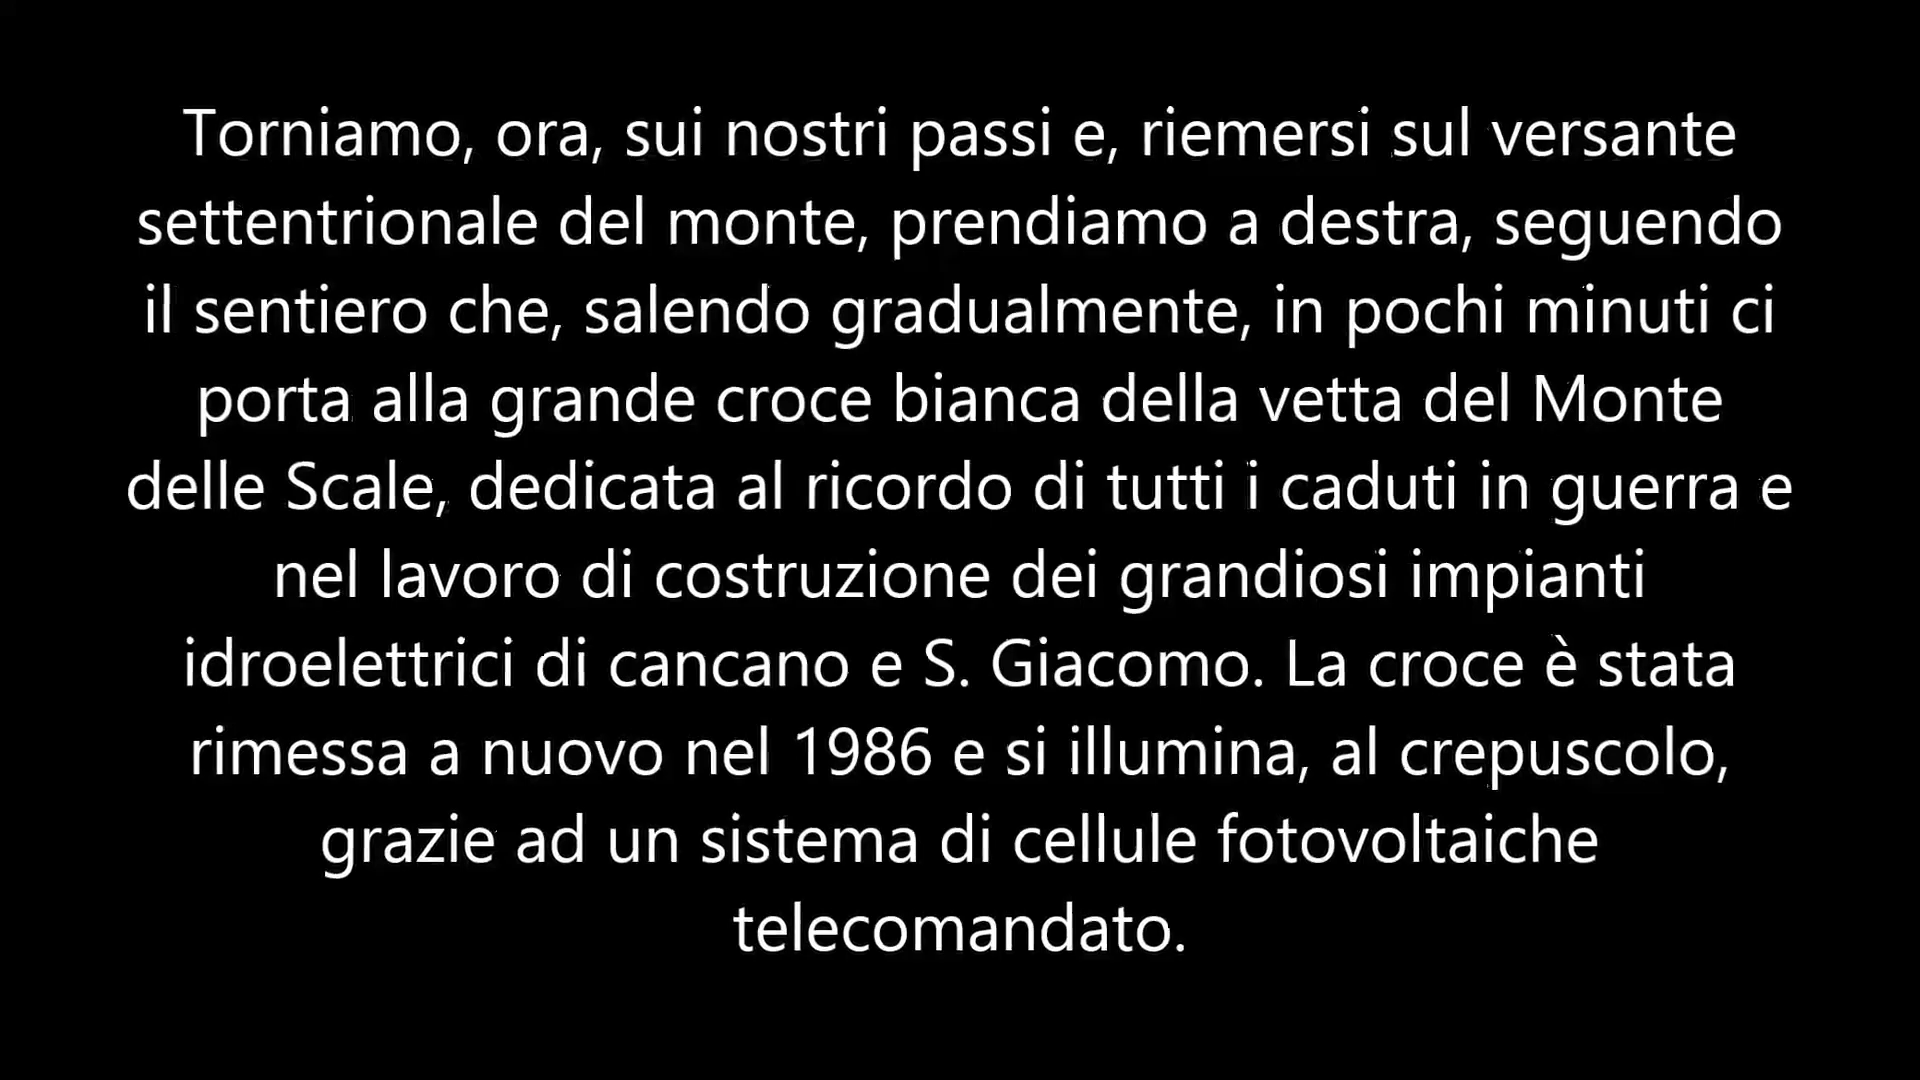 Torniamo, ora, sui nostri passi e, riemersi sul versante
settentrionale del monte, prendiamo a destra, seguendo
il sentiero che, salendo gradualmente, in pochi minuti ci
porta alla grande croce bianca della vetta del Monte
delle Scale, dedicata al ricordo di tutti i caduti in guerra e
nel lavoro di costruzione dei grandiosi impianti
idroelettrici di cancano e S. Giacomo. La croce è stata
rimessa a nuovo nel 1986 e si illumina, al crepuscolo,
grazie ad un sistema di cellule fotovoltaiche
telecomandato.